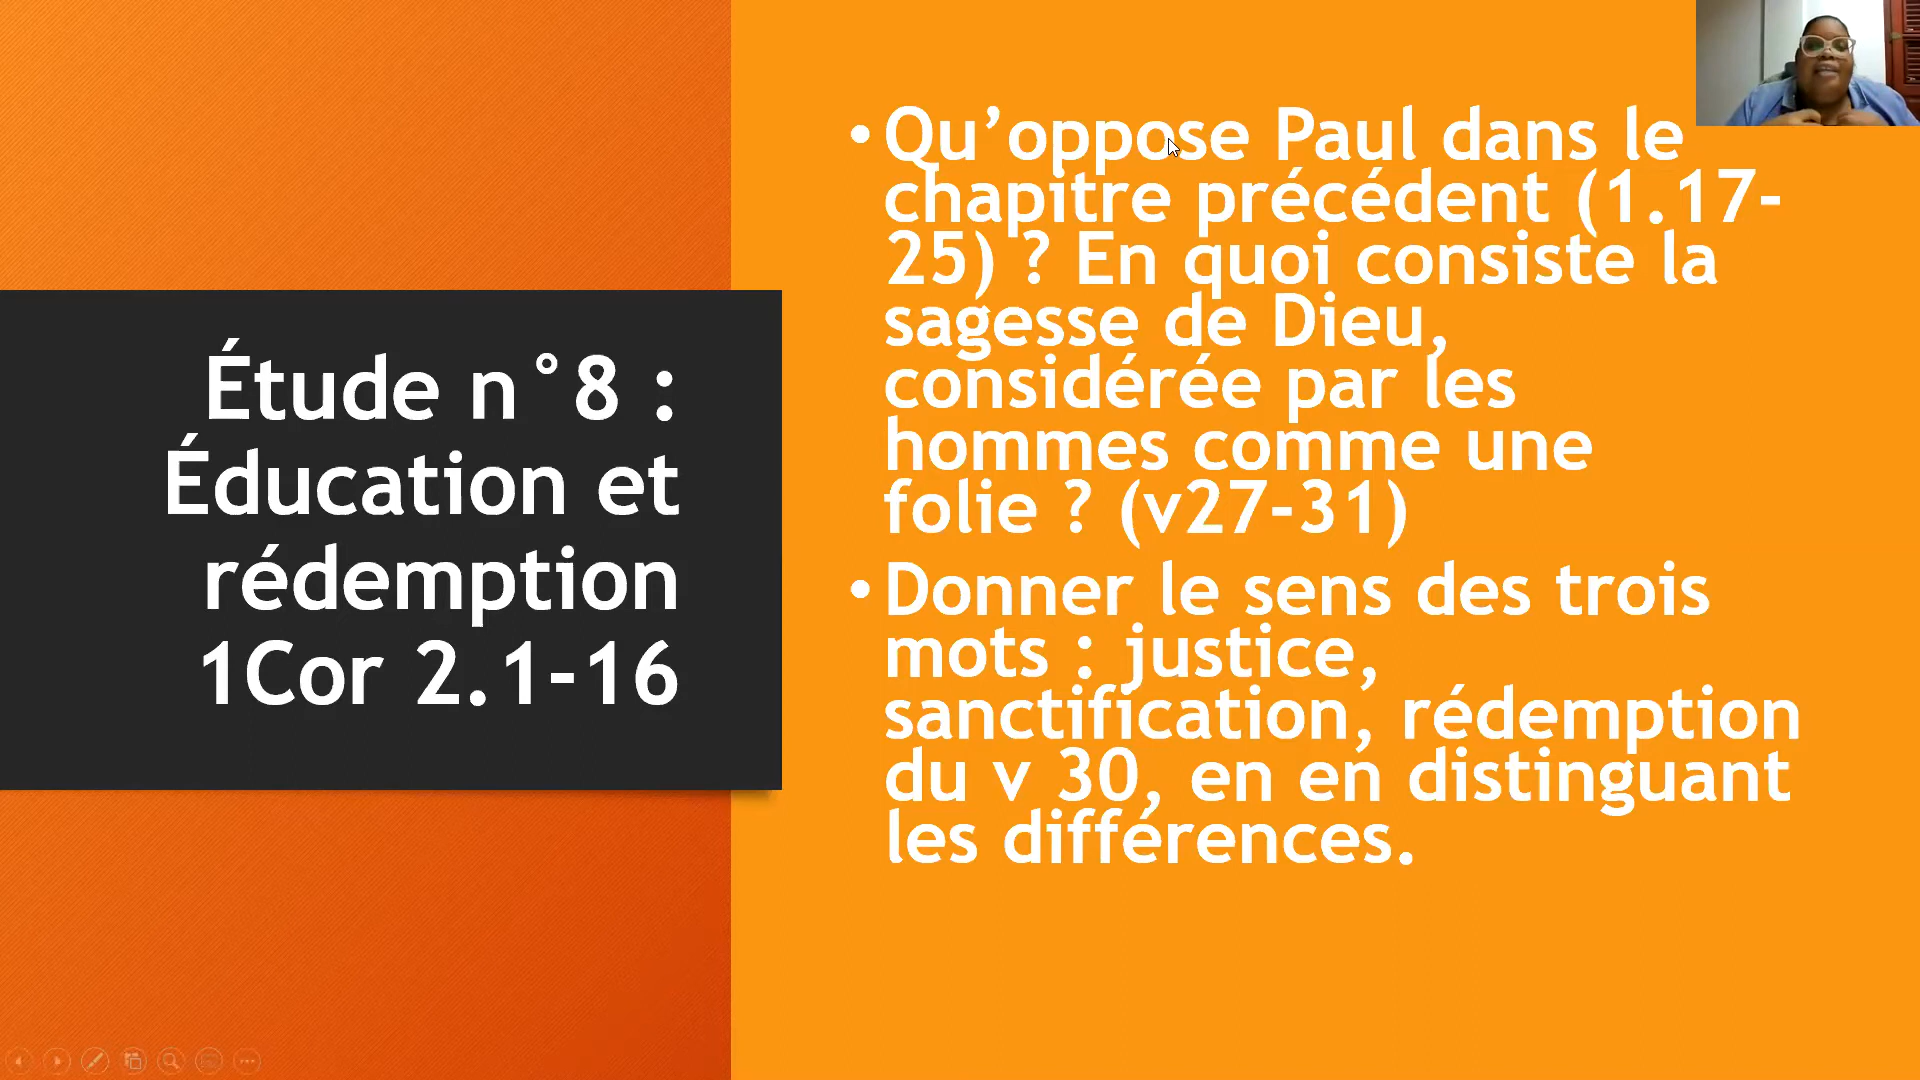 Étude n°8 :
Éducation et
rédemption
1Cor 2.1-16
•Qu’oppose Paul dans le
chapitre précédent (1.17-
25) ? En quoi consiste la
sagesse de Dieu,
considérée par les
hommes comme une
folie ? (v27-31)
•Donner le sens des trois
mots : justice,
sanctification, rédemption
du v 30, en en distinguant
les différences.